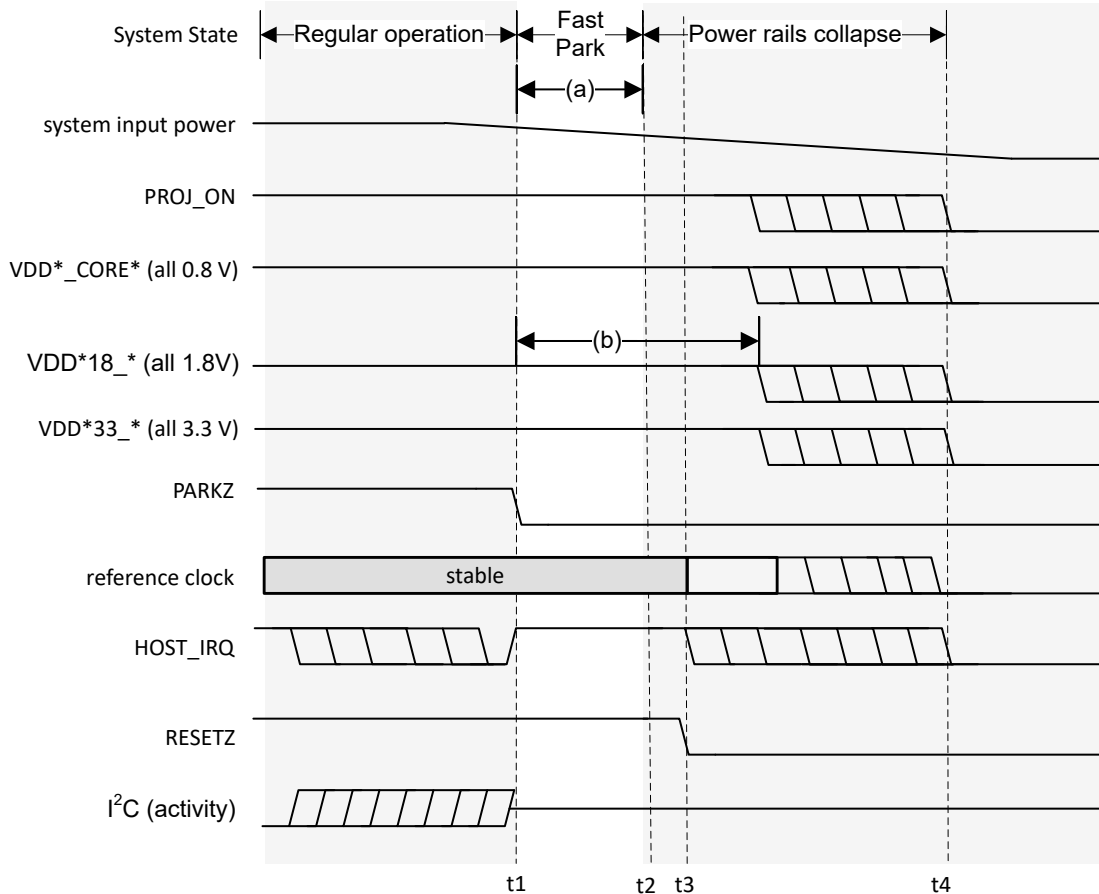 System State
Regular operation
Fast
Park
Power rails collapse
(a)
system input power
PROJ_ON
VDD*_CORE* (all 0.8 V)
(b)
VDD*18_* (all 1.8V)
VDD*33_* (all 3.3 V)
PARKZ
reference clock
stable
HOST_IRQ
RESETZ
I²C (activity)
t1
t2
t3
t4